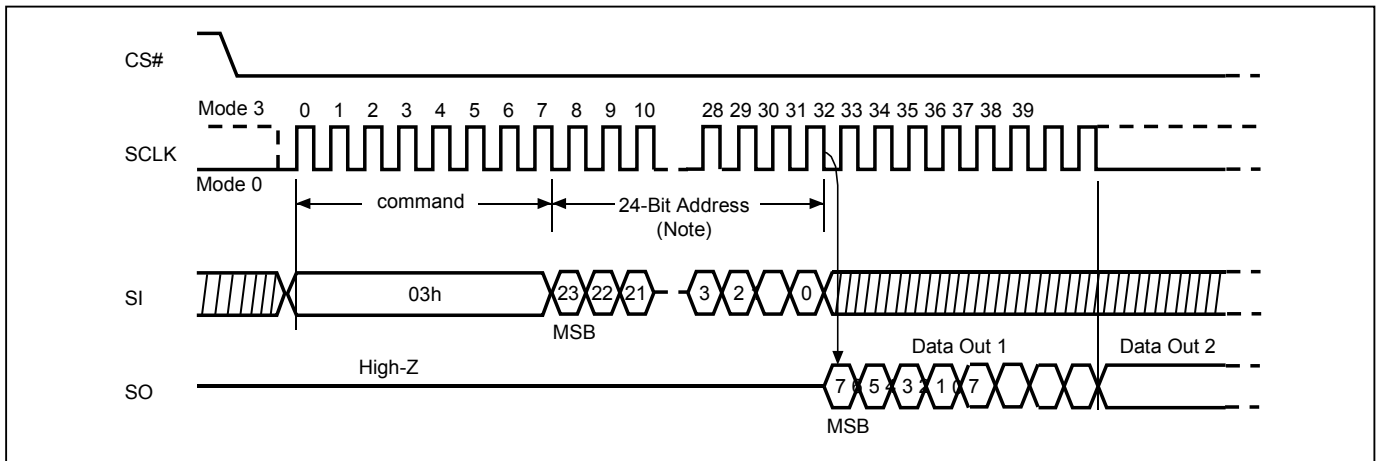 CS#
Mode 3
0 1 2 3 4 5 6 7 8 9 10 28 29 30 31 32 33 34 35 36 37 38 39
SCLK
Mode 0
command
24-Bit Address
(Note)
SI
03h
23 22 21 3 2 0
MSB
Data Out 1
Data Out 2
High-Z
SO
7 6 5 4 3 2 1 0 7
MSB